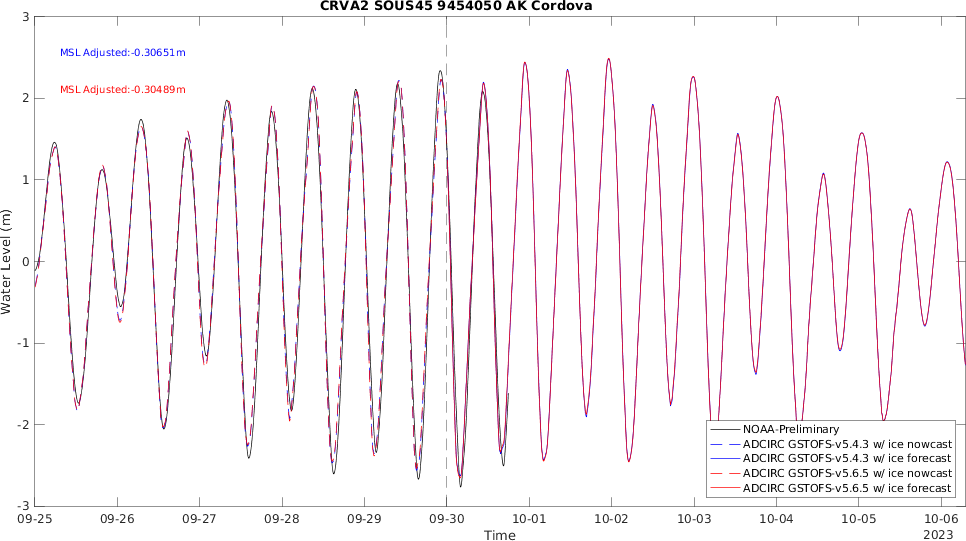 CRVA2 SOUS45 9454050 AK Cordova
MSL Adjusted:-0.30651m
MSL Adjusted:-0.30489m
Water Level (m)
3
2
1
0
-1
-2
-3
NOAA-Preliminary
ADCIRC GSTOFS-v5.4.3 w/ ice nowcast
ADCIRC GSTOFS-v5.4.3 w/ ice forecast
ADCIRC GSTOFS-v5.6.5 w/ ice nowcast
ADCIRC GSTOFS-v5.6.5 w/ ice forecast
09-25 09-26 09-27 09-28 09-29 09-30 10-01 10-02 10-03 10-04 10-05 10-06
Time
2023